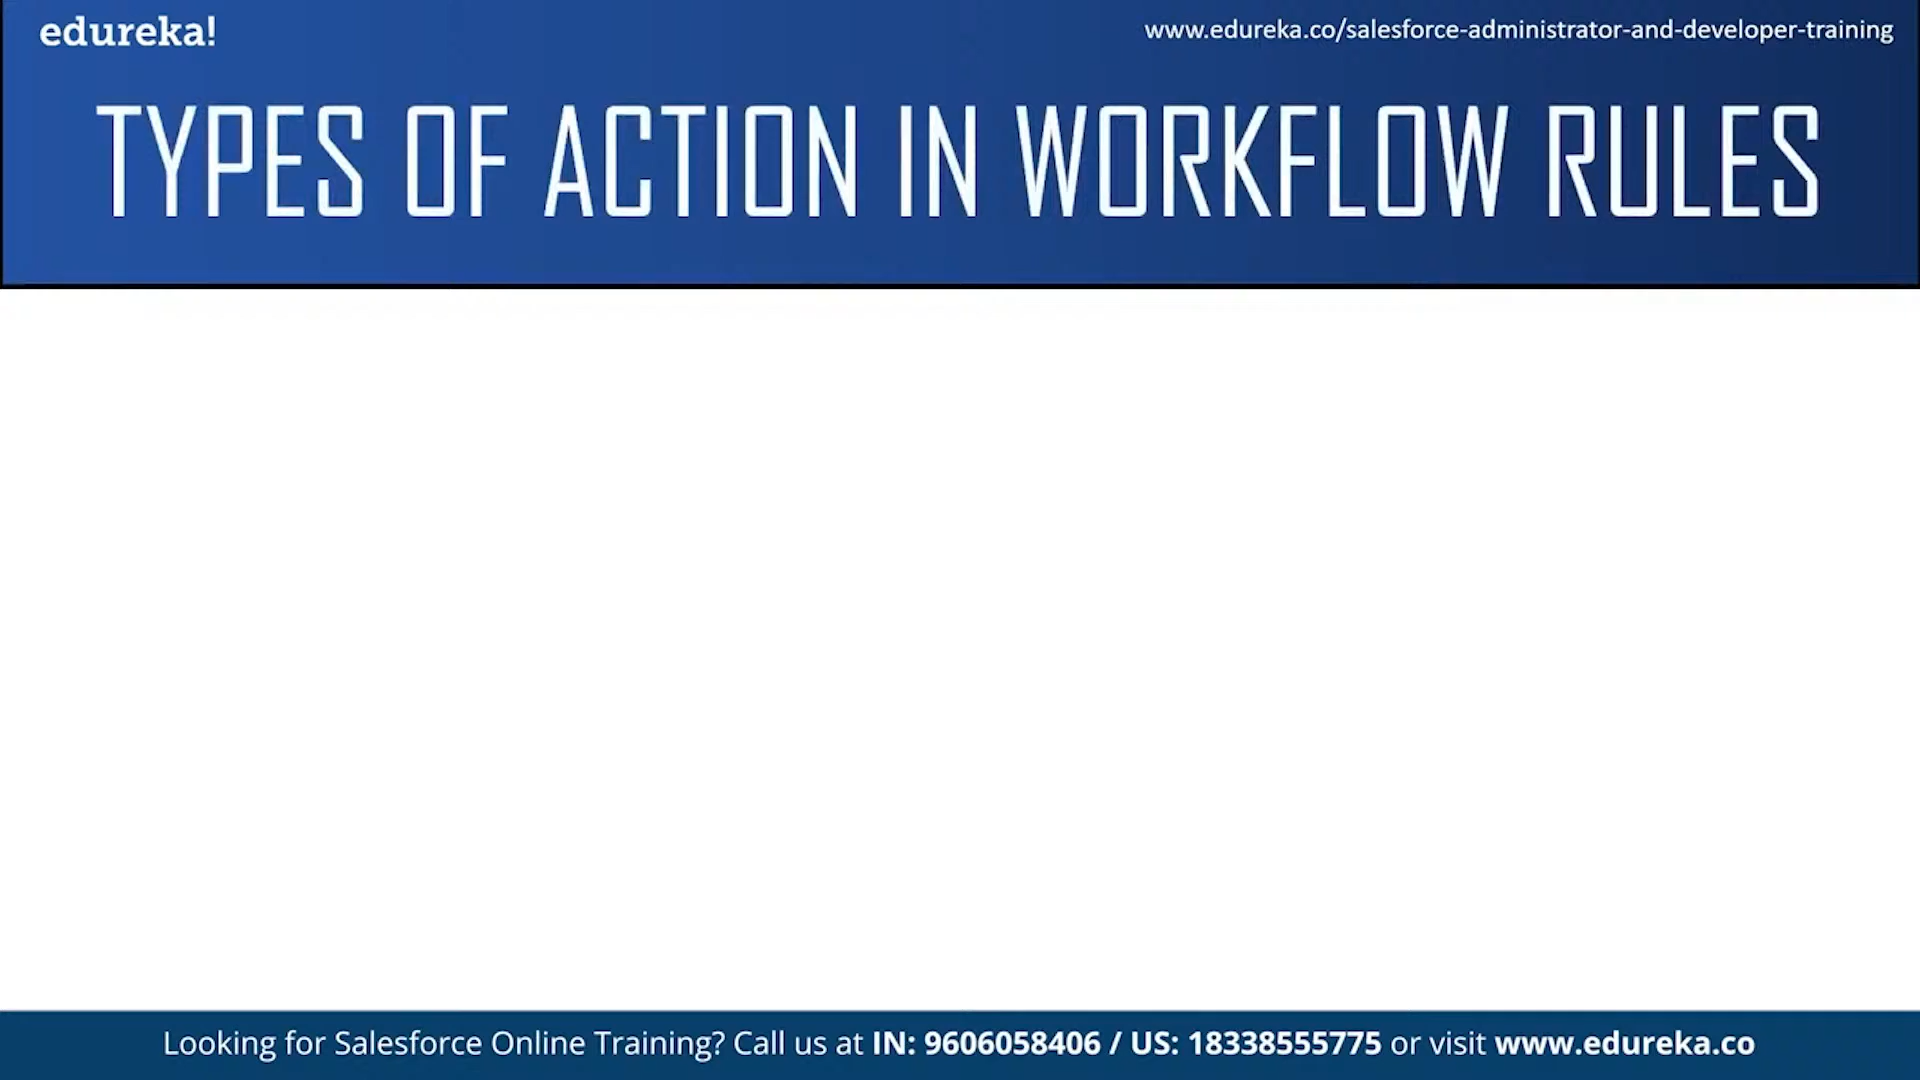 edureka!
www.edureka.co/salesforce-administrator-and-developer-training
TYPES OF ACTION IN WORKFLOW RULES
Looking for Salesforce Online Training? Call us at IN: 9606058406 / US: 18338555775 or visit www.edureka.co